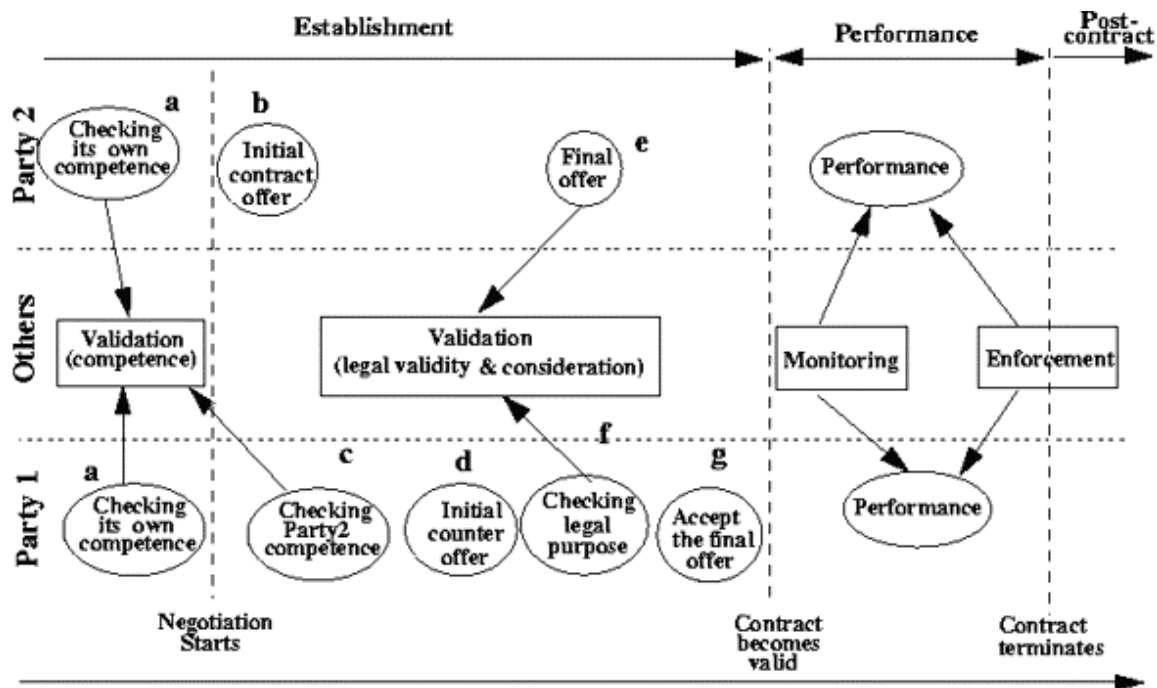 Establishment
Performance
Post-
contract
Party 2
a
Checking
its own
competence
b
Initial
contract
offer
Final
offer
e
Performance
Others
Validation
(competence)
Validation
(legal validity & consideration)
Monitoring
Enforcement
Party 1
a
Checking
its own
competence
c
Checking
Party2
competence
d
Initial
counter
offer
f
Checking
legal
purpose
g
Accept
the final
offer
Performance
Negotiation
Starts
Contract
becomes
valid
Contract
terminates